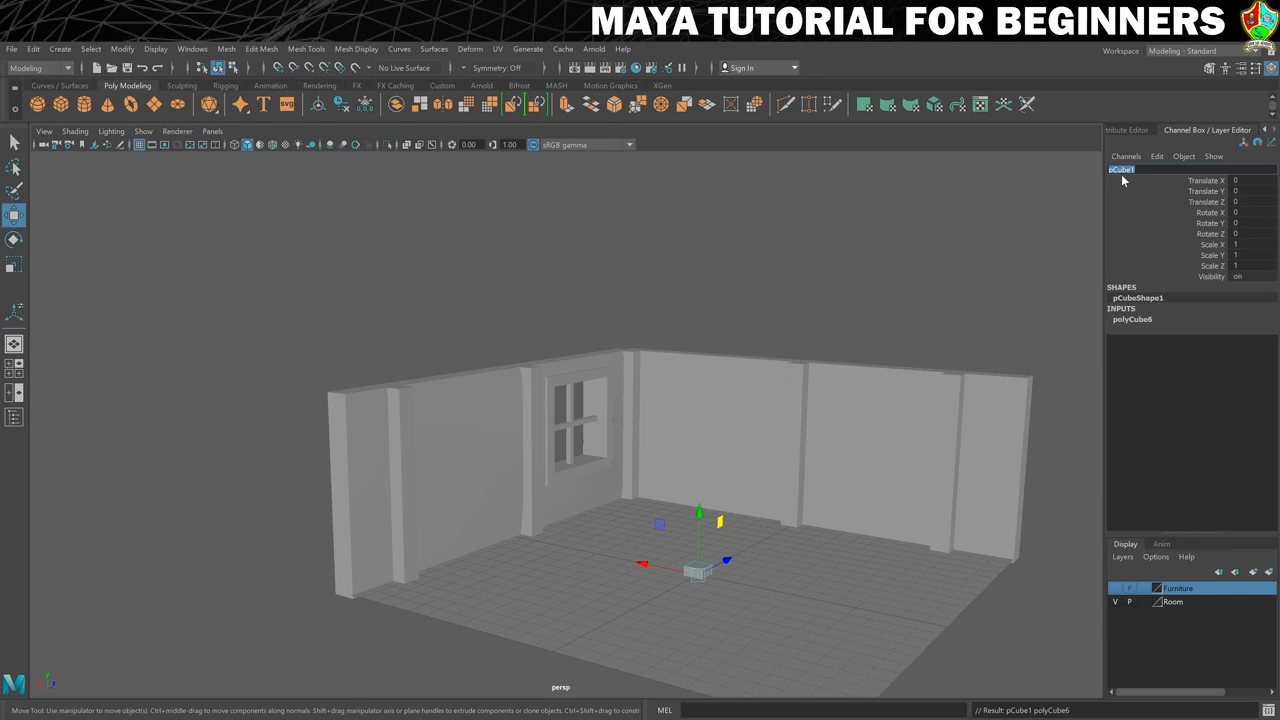 MAYA TUTORIAL FOR BEGINNERS
File Edit Create Select Modify Display Windows Mesh Edit Mesh Mesh Tools Mesh Display Curves Surfaces Deform UV Generate Cache Arnold Help
Workspace : Modeling - Standard
Modeling No Live Surface Symmetry: Off Sign In
Curves / Surfaces Poly Modeling Sculpting Rigging Animation Rendering FX FX Caching Custom Arnold Bifrost MASH Motion Graphics XGen
SVG
View Shading Lighting Show Renderer Panels
tribute Editor Channel Box / Layer Editor
0.00 1.00 sRGB gamma
Channels Edit Object Show
pCube1
Translate X 0
Translate Y 0
Translate Z 0
Rotate X 0
Rotate Y 0
Rotate Z 0
Scale X 1
Scale Y 1
Scale Z 1
Visibility on
SHAPES
pCubeShape1
INPUTS
polyCube6
Display Anim
Layers Options Help
Furniture
V P Room
persp
Move Tool: Use manipulator to move object(s). Ctrl+middle-drag to move components along normals. Shift+drag manipulator axis or plane handles to extrude components or clone objects. Ctrl+Shift+drag to constr
MEL
// Result: pCube1 polyCube6